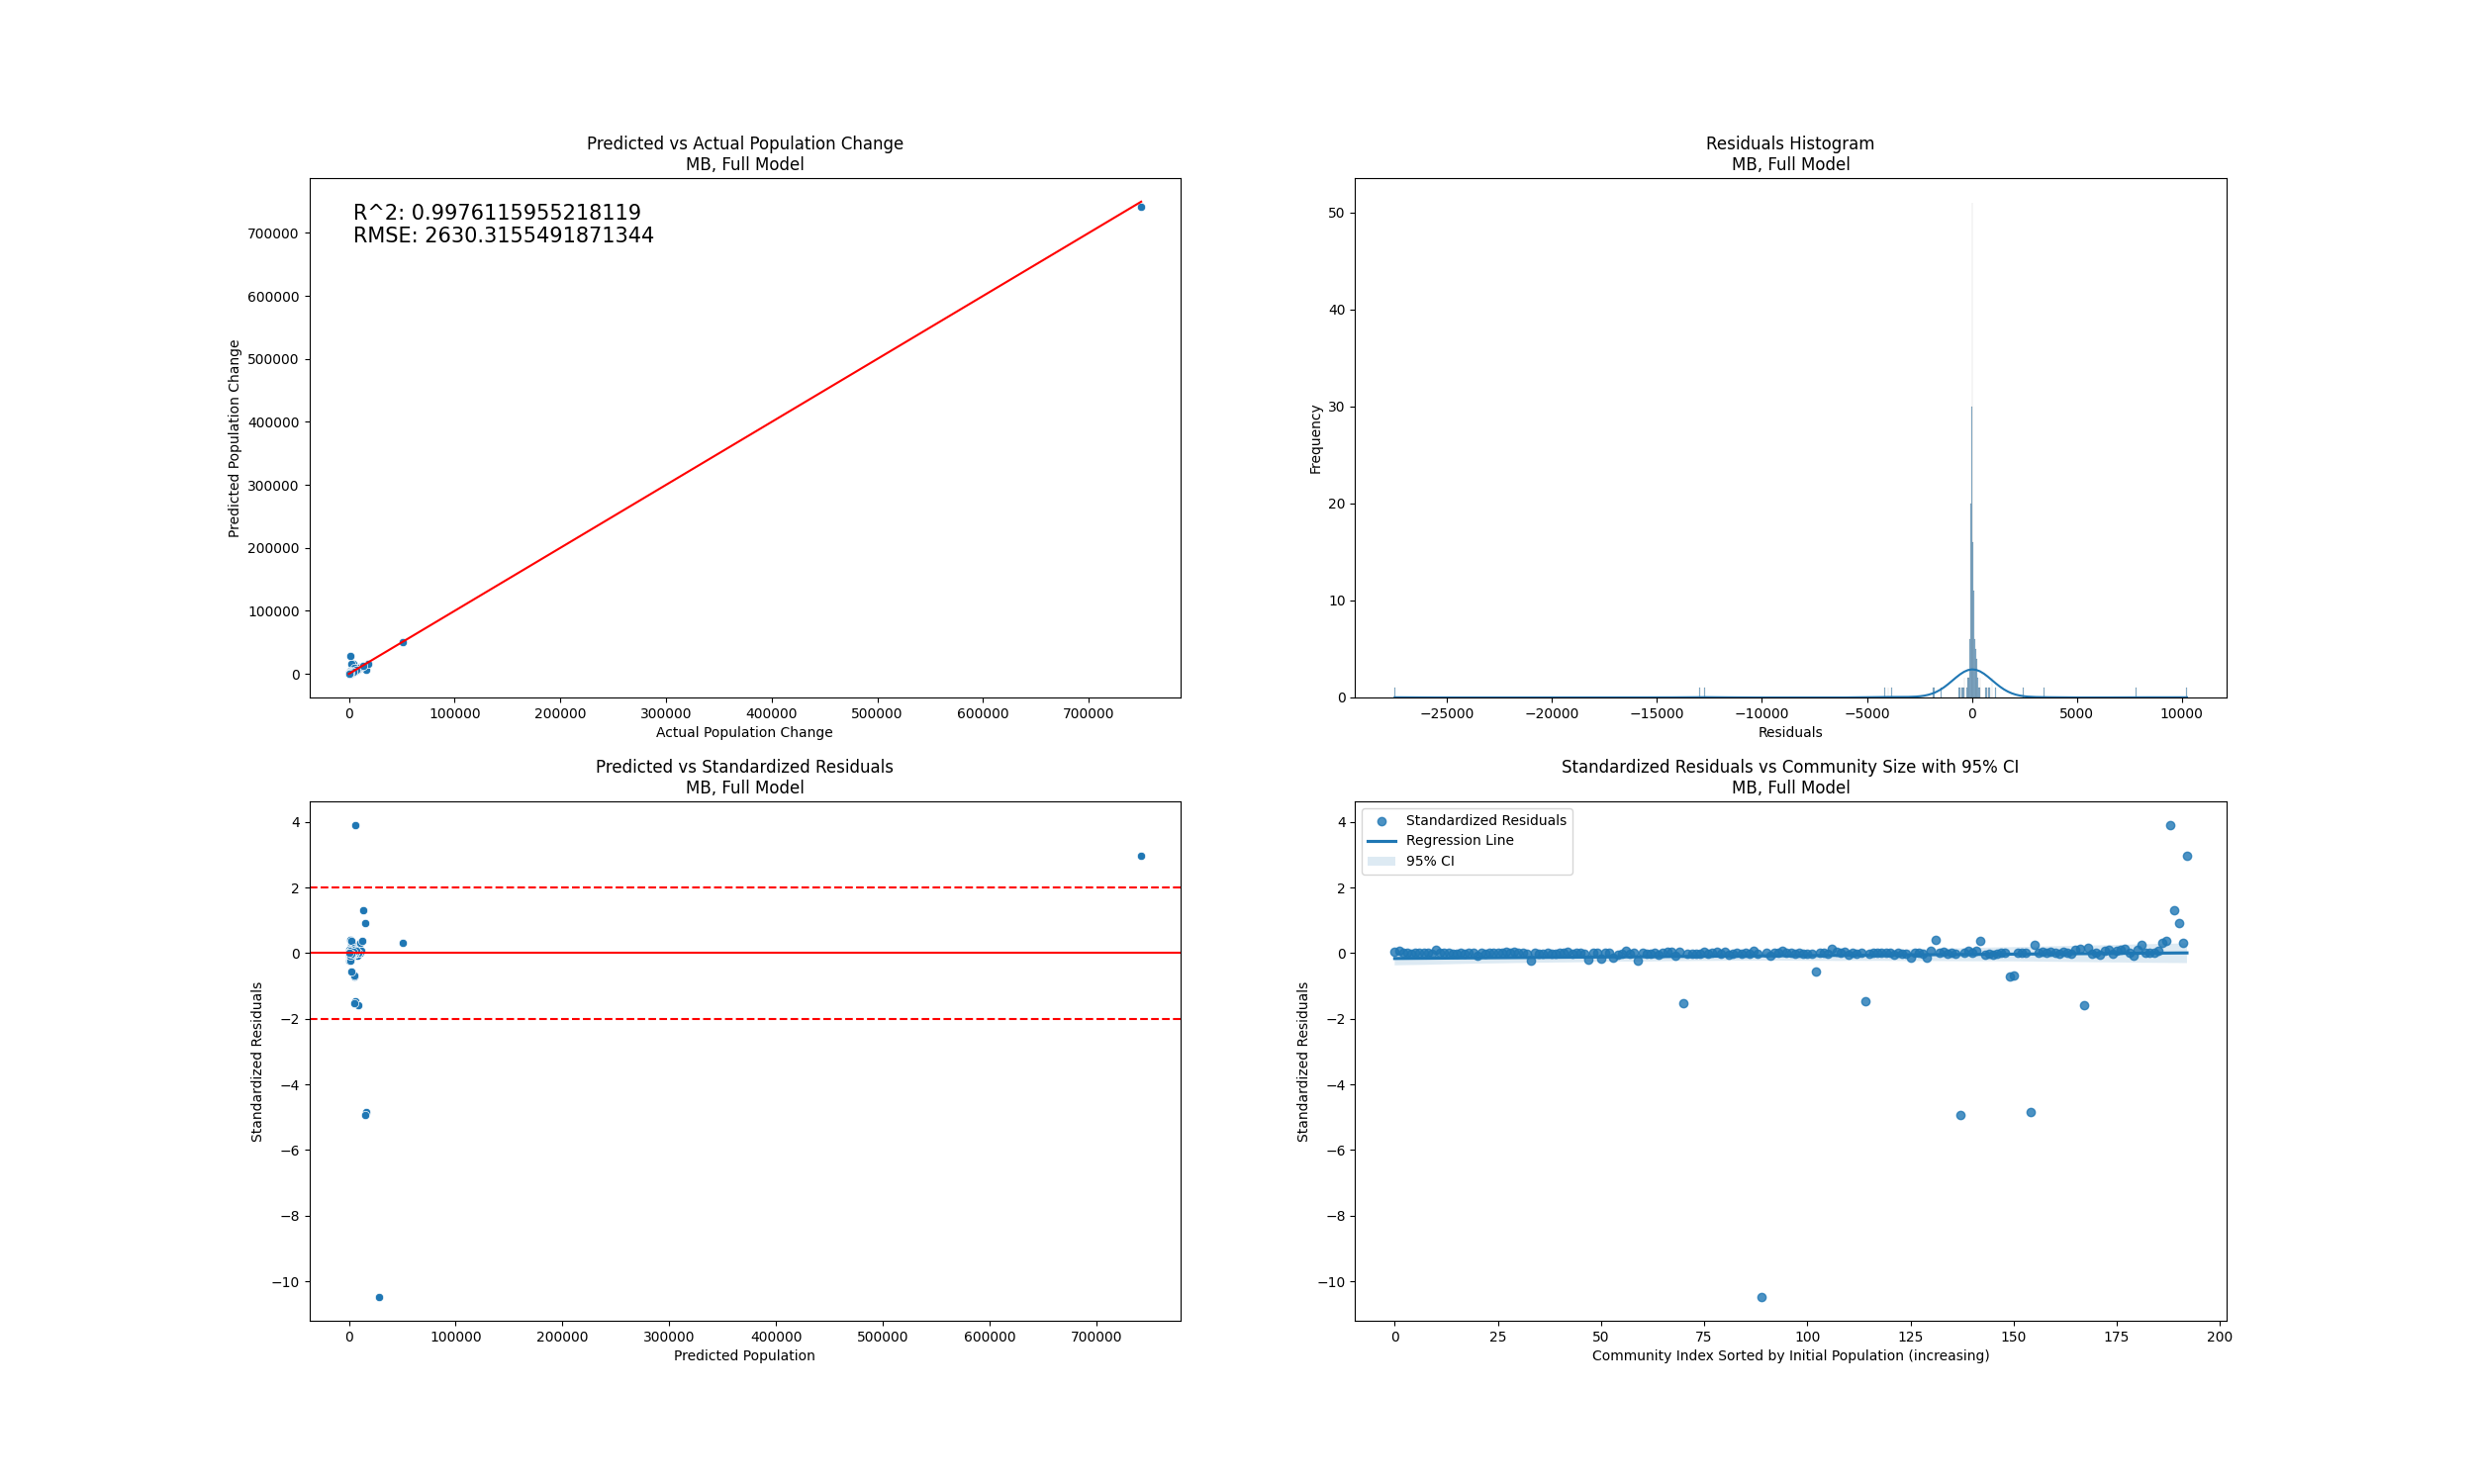 Predicted vs Actual Population Change
MB, Full Model
R^2: 0.9976115955218119
RMSE: 2630.3155491871344
700000
600000
500000
400000
300000
200000
100000
0
Predicted Population Change
0 100000 200000 300000 400000 500000 600000 700000
Actual Population Change
Residuals Histogram
MB, Full Model
50
40
30
20
10
0
Frequency
−25000 −20000 −15000 −10000 −5000 0 5000 10000
Residuals
Predicted vs Standardized Residuals
MB, Full Model
4
2
0
−2
−4
−6
−8
−10
Standardized Residuals
0 100000 200000 300000 400000 500000 600000 700000
Predicted Population
Standardized Residuals vs Community Size with 95% CI
MB, Full Model
Standardized Residuals
Regression Line
95% CI
4
2
0
−2
−4
−6
−8
−10
Standardized Residuals
0 25 50 75 100 125 150 175 200
Community Index Sorted by Initial Population (increasing)